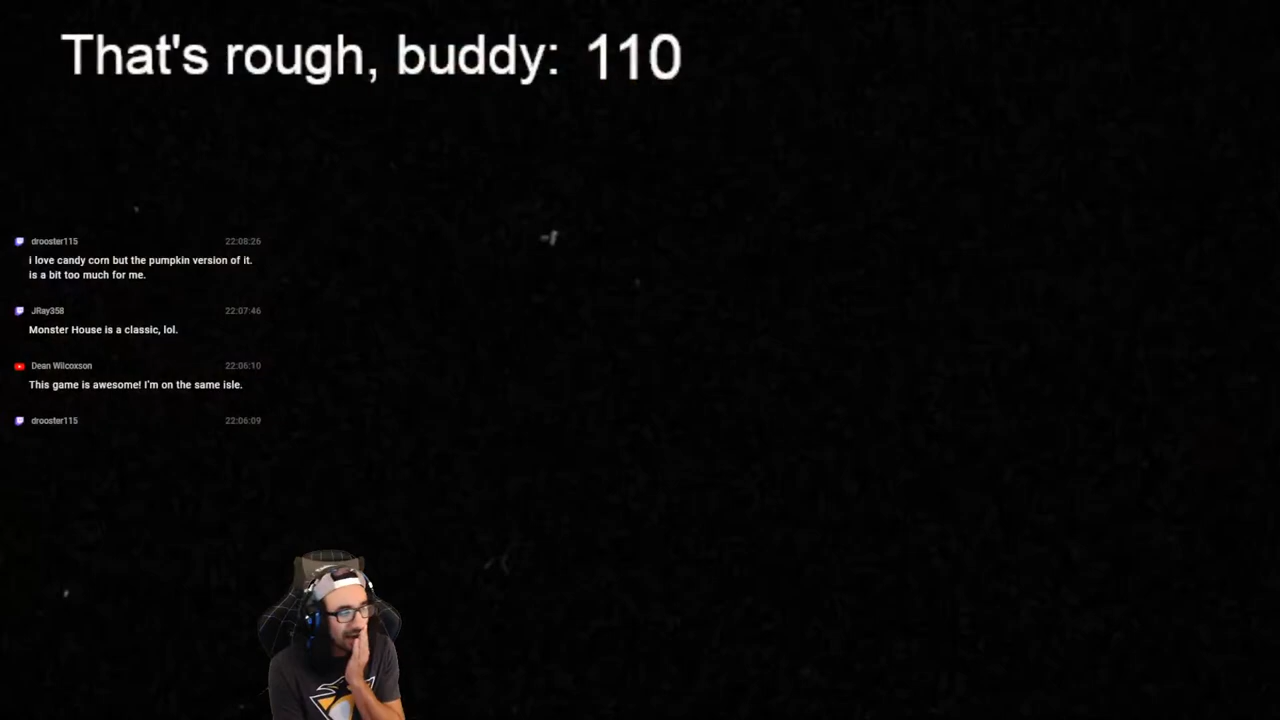 That's rough, buddy: 110
drooster115 22:08:26
i love candy corn but the pumpkin version of it.
is a bit too much for me.
JRay358 22:07:46
Monster House is a classic, lol.
Dean Wilcoxson 22:06:10
This game is awesome! I'm on the same isle.
drooster115 22:06:09